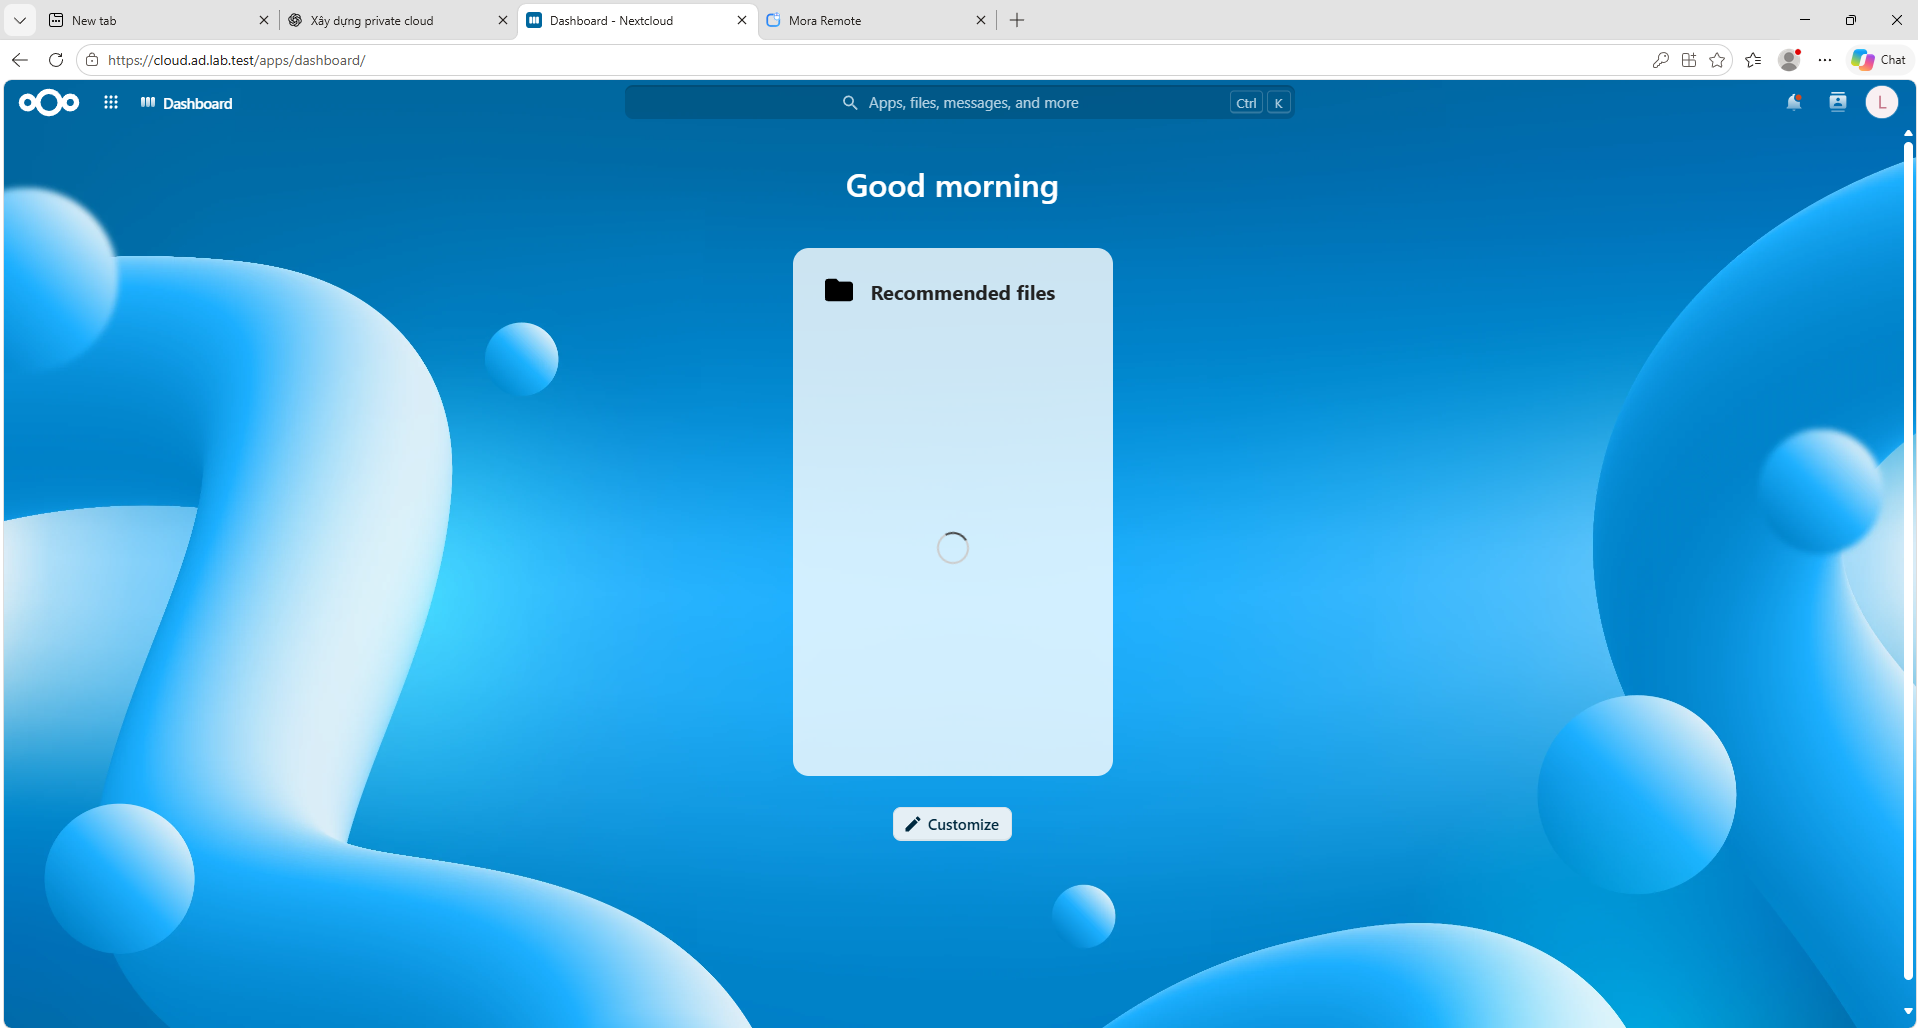 New tab
Xây dựng private cloud
Dashboard - Nextcloud
Mora Remote
https://cloud.ad.lab.test/apps/dashboard/
Chat
Dashboard
Apps, files, messages, and more
Ctrl
K
L
Good morning
Recommended files
Customize